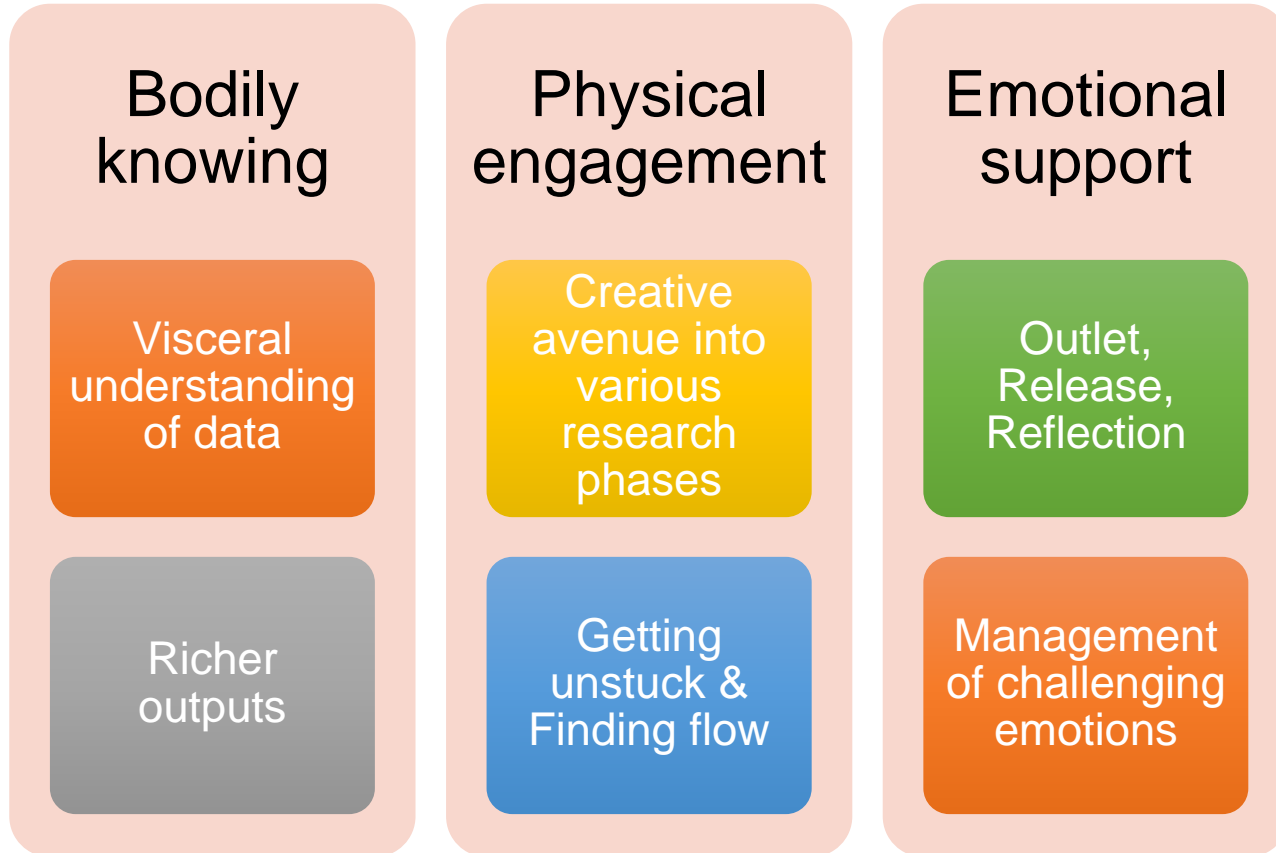 Bodily
knowing
Visceral
understanding
of data
Richer
outputs
Physical
engagement
Creative
avenue into
various
research
phases
Getting
unstuck &
Finding flow
Emotional
support
Outlet,
Release,
Reflection
Management
of challenging
emotions